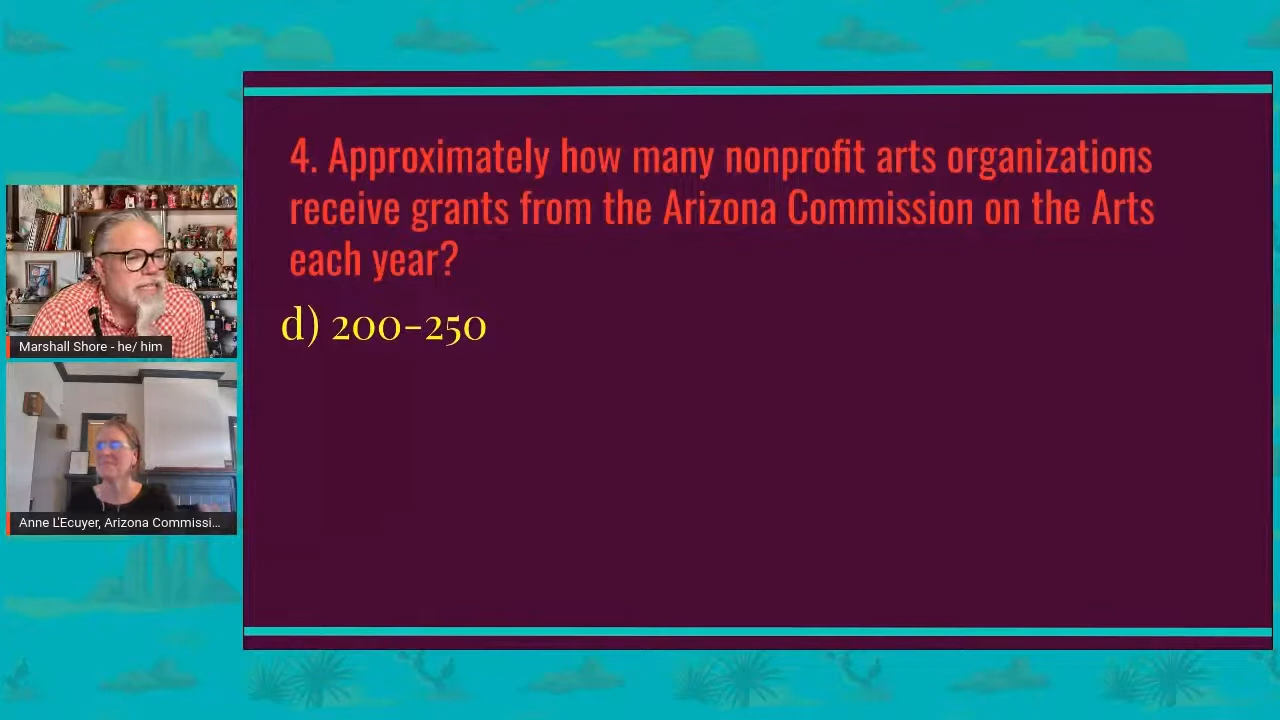 4. Approximately how many nonprofit arts organizations
receive grants from the Arizona Commission on the Arts
each year?
d) 200-250
Marshall Shore - he/ him
Anne L'Ecuyer, Arizona Commissi...